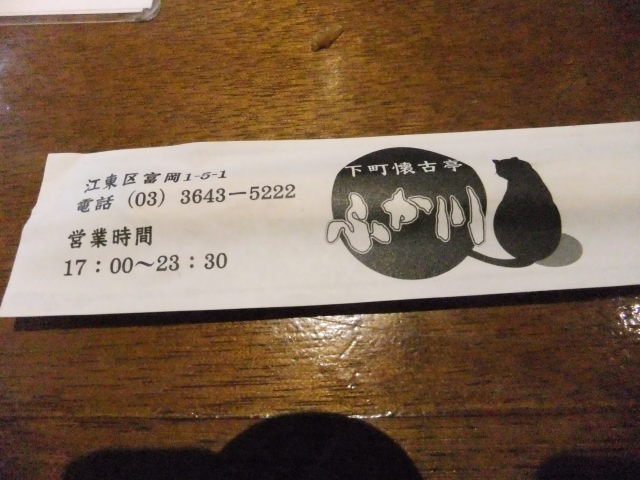 江東区富岡1-5-1
電話 (03) 3643-5222
営業時間
17：00～23：30
下町懐古亭
ふか川